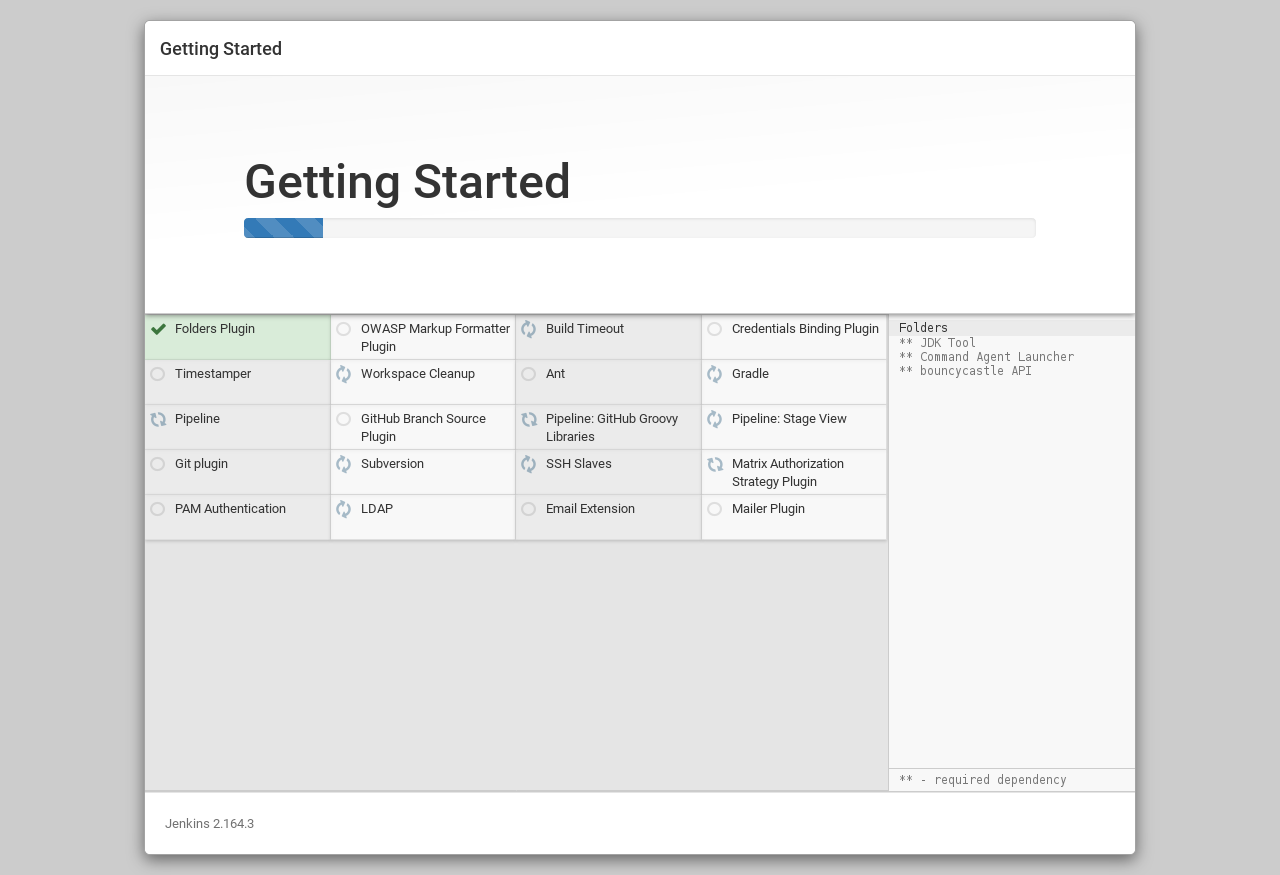 Getting Started
Getting Started
Folders Plugin
OWASP Markup Formatter
Plugin
Build Timeout
Credentials Binding Plugin
Timestamper
Workspace Cleanup
Ant
Gradle
Pipeline
GitHub Branch Source
Plugin
Pipeline: GitHub Groovy
Libraries
Pipeline: Stage View
Git plugin
Subversion
SSH Slaves
Matrix Authorization
Strategy Plugin
PAM Authentication
LDAP
Email Extension
Mailer Plugin
Folders
** JDK Tool
** Command Agent Launcher
** bouncycastle API
** - required dependency
Jenkins 2.164.3